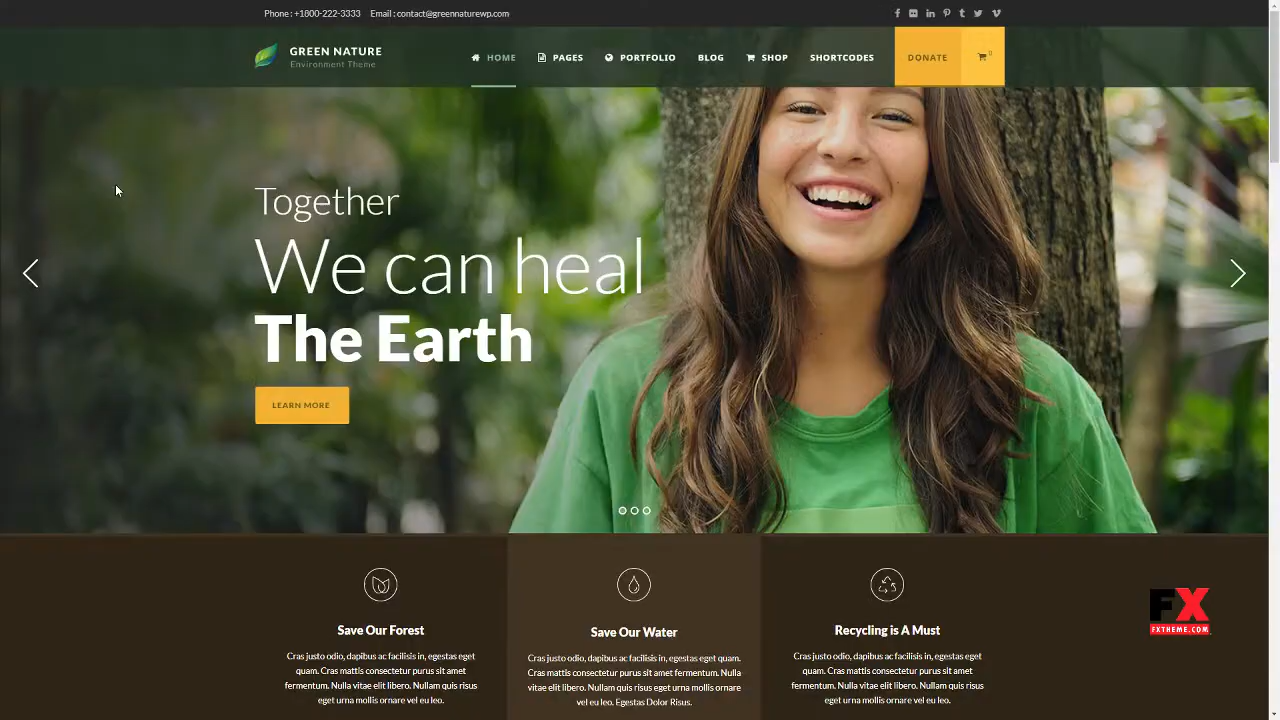 Phone : +1800-222-3333 Email : contact@greennaturewp.com
GREEN NATURE
Environment Theme
HOME PAGES PORTFOLIO BLOG SHOP SHORTCODES DONATE 0
Together
We can heal
The Earth
LEARN MORE
Save Our Forest
Cras justo odio, dapibus ac facilisis in, egestas eget
quam. Cras mattis consectetur purus sit amet
fermentum. Nulla vitae elit libero. Nullam quis risus
eget urna mollis ornare vel eu leo.
Save Our Water
Cras justo odio, dapibus ac facilisis in, egestas eget quam.
Cras mattis consectetur purus sit amet fermentum. Nulla
vitae elit libero. Nullam quis risus eget urna mollis ornare
vel eu leo. Egestas Dolor Risus.
Recycling is A Must
Cras justo odio, dapibus ac facilisis in, egestas eget
quam. Cras mattis consectetur purus sit amet
fermentum. Nulla vitae elit libero. Nullam quis risus
eget urna mollis ornare vel eu leo.
FX
FXTHEME.COM